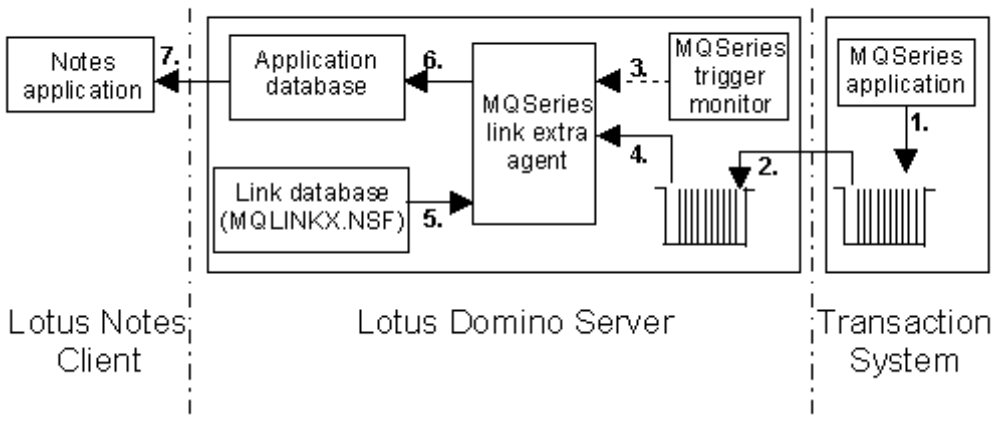 Notes
application
7.
Application
database
6.
MQSeries
link extra
agent
3.
MQSeries
trigger
monitor
MQSeries
application
1.
4.
2.
Link database
(MQLINKX.NSF)
5.
Lotus Notes
Client
Lotus Domino Server
Transaction
System